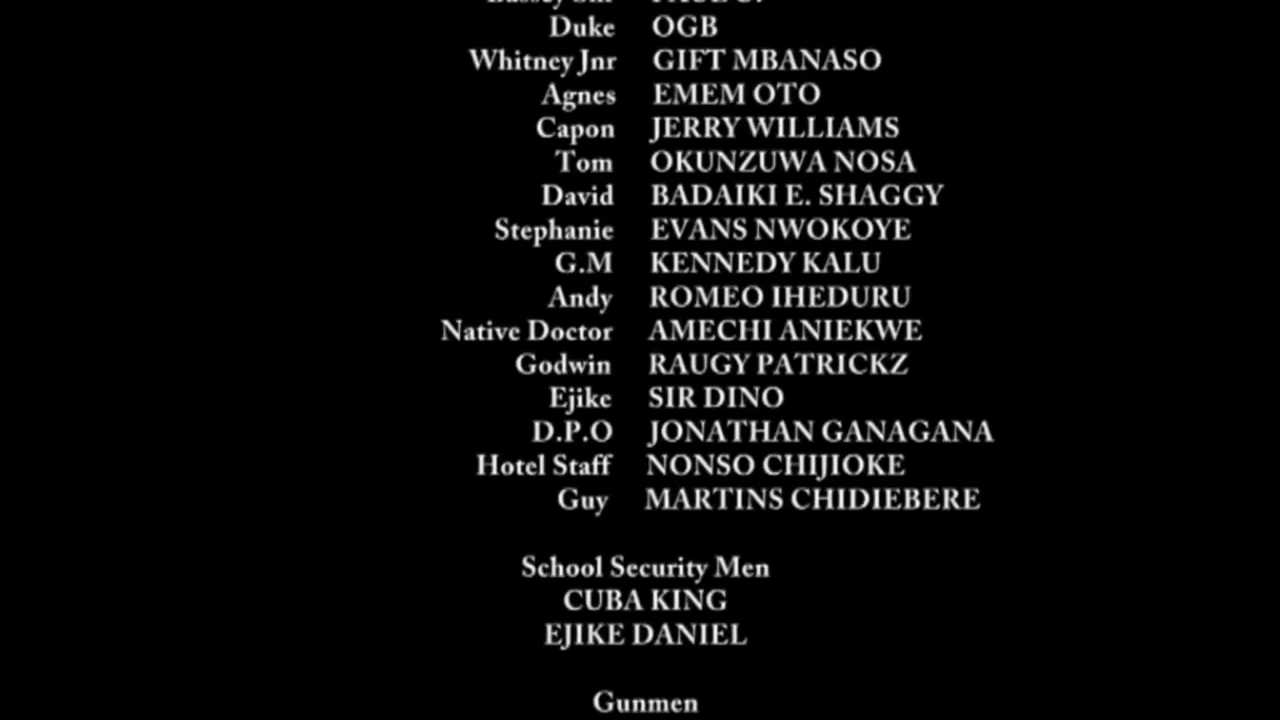 Duke OGB
Whitney Jnr GIFT MBANASO
Agnes EMEM OTO
Capon JERRY WILLIAMS
Tom OKUNZUWA NOSA
David BADAIKI E. SHAGGY
Stephanie EVANS NWOKOYE
G.M KENNEDY KALU
Andy ROMEO IHEDURU
Native Doctor AMECHI ANIEKWE
Godwin RAUGY PATRICKZ
Ejike SIR DINO
D.P.O JONATHAN GANAGANA
Hotel Staff NONSO CHIJIOKE
Guy MARTINS CHIDIEBERE
School Security Men
CUBA KING
EJIKE DANIEL
Gunmen